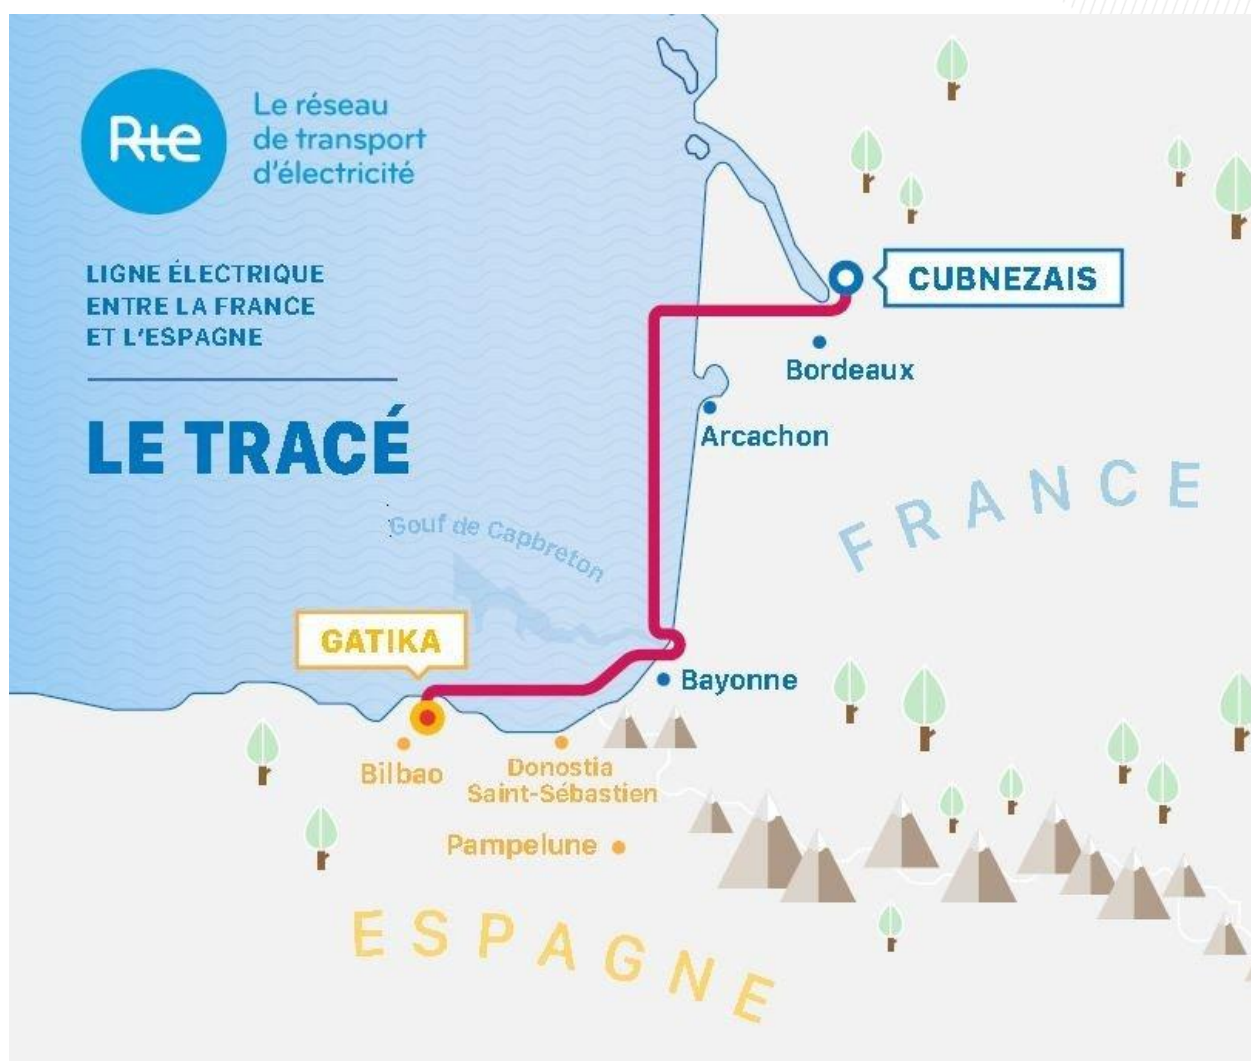 Rte
Le réseau
de transport
d'électricité
LIGNE ÉLECTRIQUE
ENTRE LA FRANCE
ET L'ESPAGNE
LE TRACÉ
CUBNEZAIS
Bordeaux
Arcachon
FRANCE
Gouf de Capbreton
GATIKA
Bayonne
Bilbao
Donostia
Saint-Sébastien
Pampelune
ESPAGNE